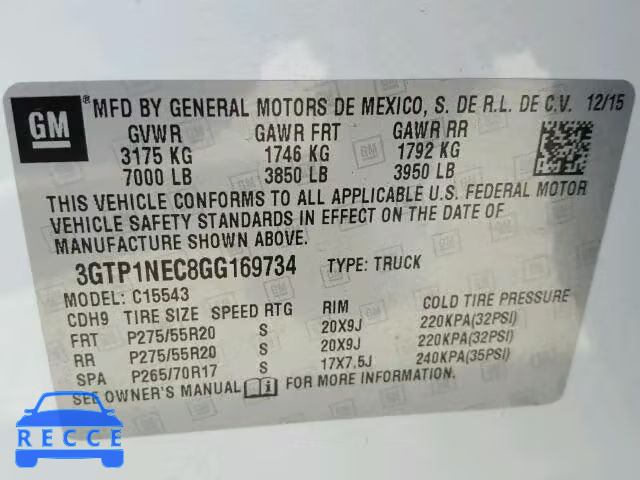 GM ® MFD BY GENERAL MOTORS DE MEXICO, S. DE R.L. DE C.V. 12/15
GVWR GAWR FRT GAWR RR
3175 KG 1746 KG 1792 KG
7000 LB 3850 LB 3950 LB
THIS VEHICLE CONFORMS TO ALL APPLICABLE U.S. FEDERAL MOTOR
VEHICLE SAFETY STANDARDS IN EFFECT ON THE DATE OF
MANUFACTURE SHOWN ABOVE.
3GTP1NEC8GG169734 TYPE: TRUCK
MODEL: C15543
CDH9 TIRE SIZE SPEED RTG RIM COLD TIRE PRESSURE
FRT P275/55R20 S 20X9J 220KPA(32PSI)
RR P275/55R20 S 20X9J 220KPA(32PSI)
SPA P265/70R17 S 17X7.5J 240KPA(35PSI)
SEE OWNER'S MANUAL FOR MORE INFORMATION.
RECCE